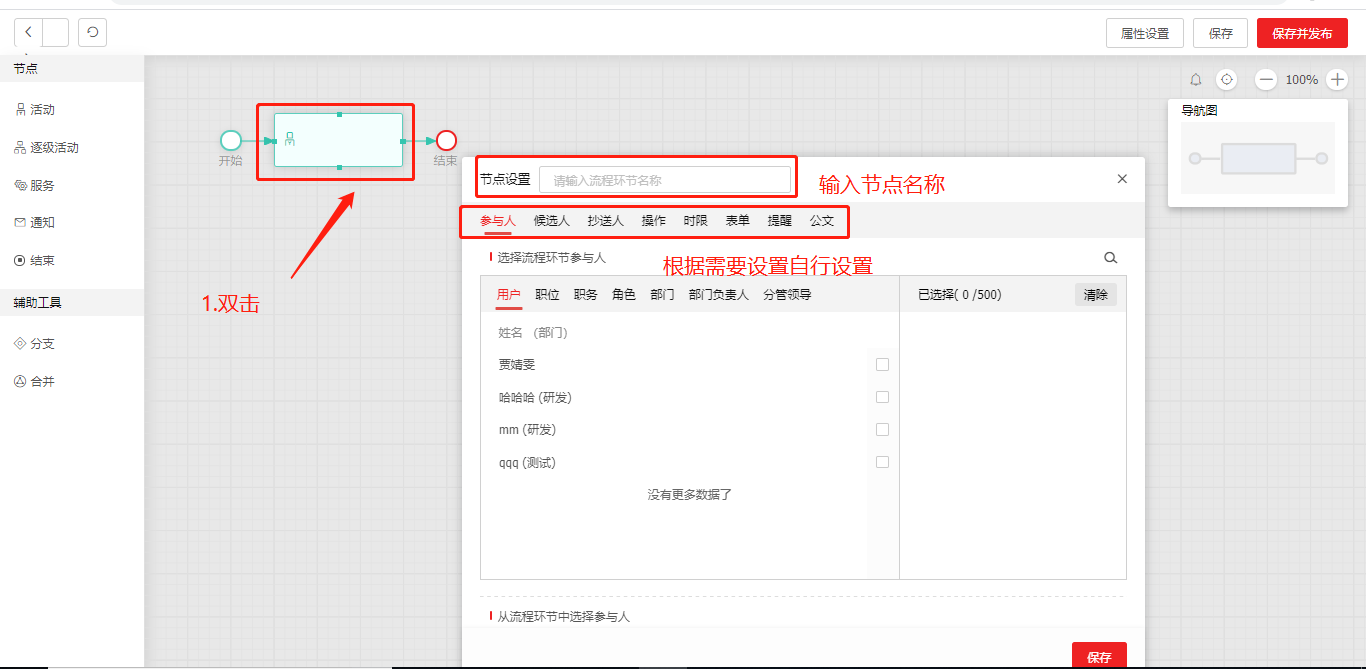 属性设置 保存 保存并发布
节点
活动
逐级活动
服务
通知
结束
辅助工具
分支
合并
开始
结束
1.双击
100%
导航图
节点设置 请输入流程环节名称
输入节点名称
参与人 候选人 抄送人 操作 时限 表单 提醒 公文
选择流程环节参与人
根据需要设置自行设置
用户 职位 职务 角色 部门 部门负责人 分管领导
已选择( 0 /500) 清除
姓名 (部门)
贾婧雯
哈哈哈 (研发)
mm (研发)
qqq (测试)
没有更多数据了
从流程环节中选择参与人
保存